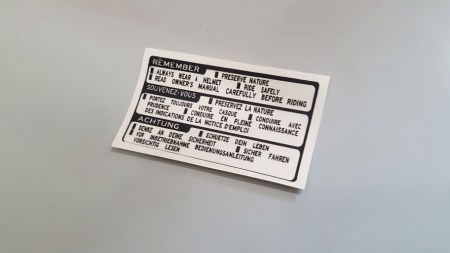 REMEMBER
PRESERVE NATURE
ALWAYS WEAR A HELMET RIDE SAFELY
READ OWNER'S MANUAL CAREFULLY BEFORE RIDING
SOUVENEZ-VOUS
PRESERVEZ LA NATURE
PORTEZ TOUJOURS VOTRE CASQUE CONDUIRE AVEC
PRUDENCE CONDUIRE EN PLEINE CONNAISSANCE
DES INDICATIONS DE LA NOTICE D'EMPLOI
ACHTUNG
SCHUETZE DEIN LEBEN
DENKE AN DEINE SICHERHEIT SICHER FAHREN
FOR INBETRIEBNAHME BEDIENUNGSANLEITUNG
VORSICHTIG LESEN